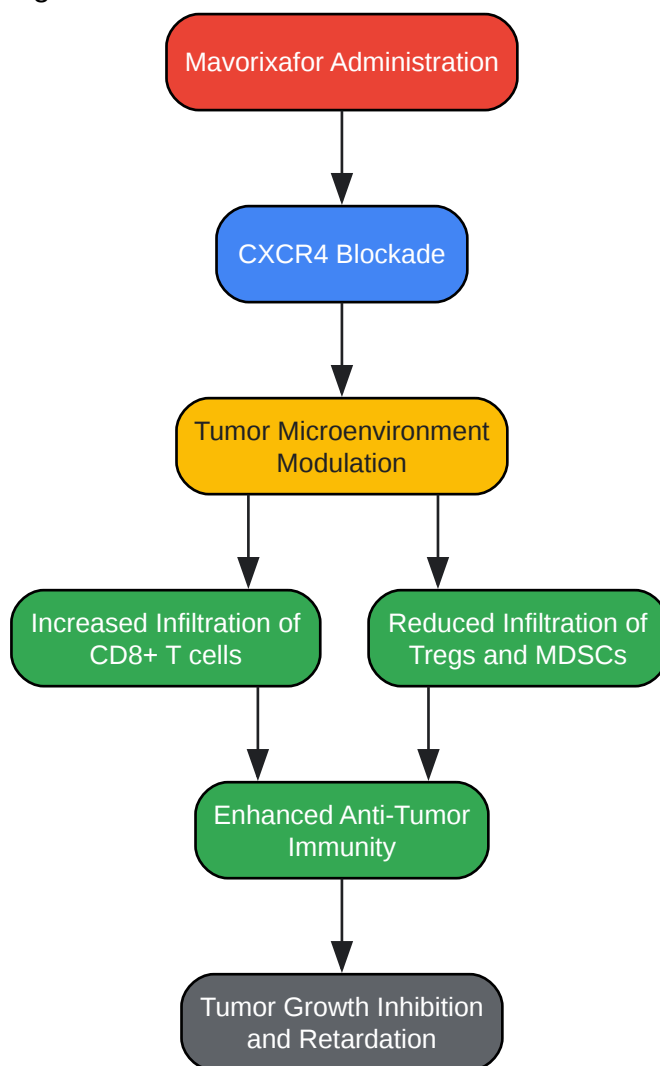 Mavorixafor Administration
CXCR4 Blockade
Tumor Microenvironment
Modulation
Increased Infiltration of
CD8+ T cells
Reduced Infiltration of
Tregs and MDSCs
Enhanced Anti-Tumor
Immunity
Tumor Growth Inhibition
and Retardation